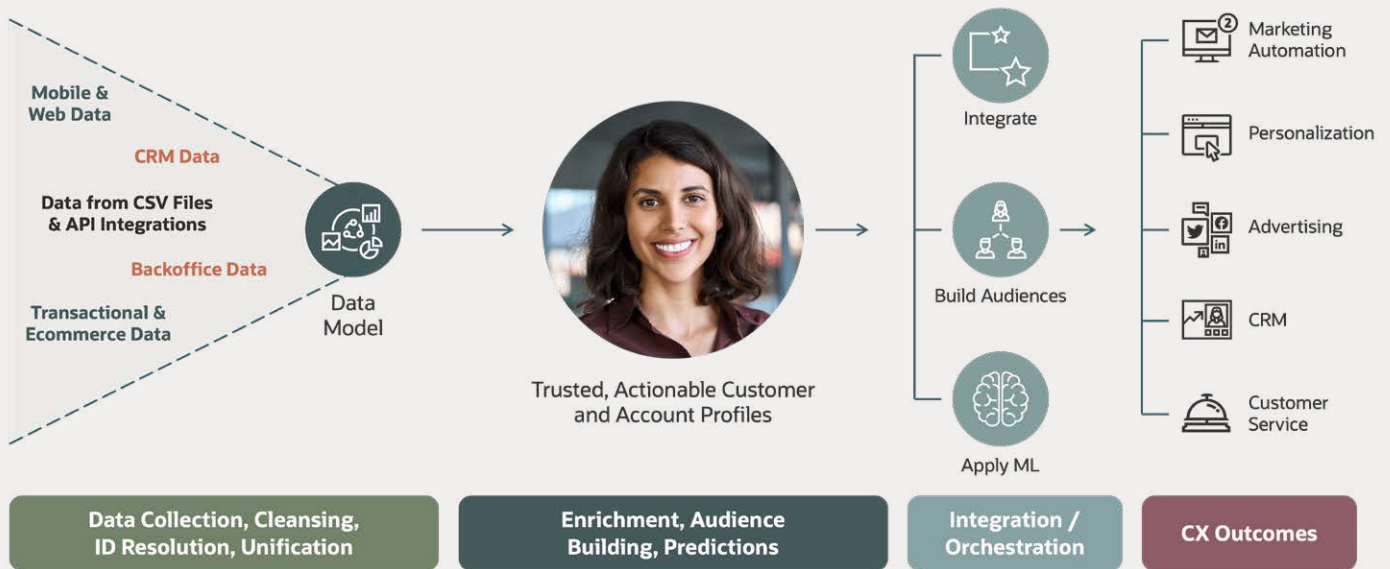 Mobile &
Web Data
CRM Data
Data from CSV Files
& API Integrations
Backoffice Data
Transactional &
Ecommerce Data
Data
Model
Trusted, Actionable Customer
and Account Profiles
Integrate
Build Audiences
Apply ML
2
Marketing
Automation
Personalization
in
Advertising
CRM
Customer
Service
Data Collection, Cleansing,
ID Resolution, Unification
Enrichment, Audience
Building, Predictions
Integration /
Orchestration
CX Outcomes